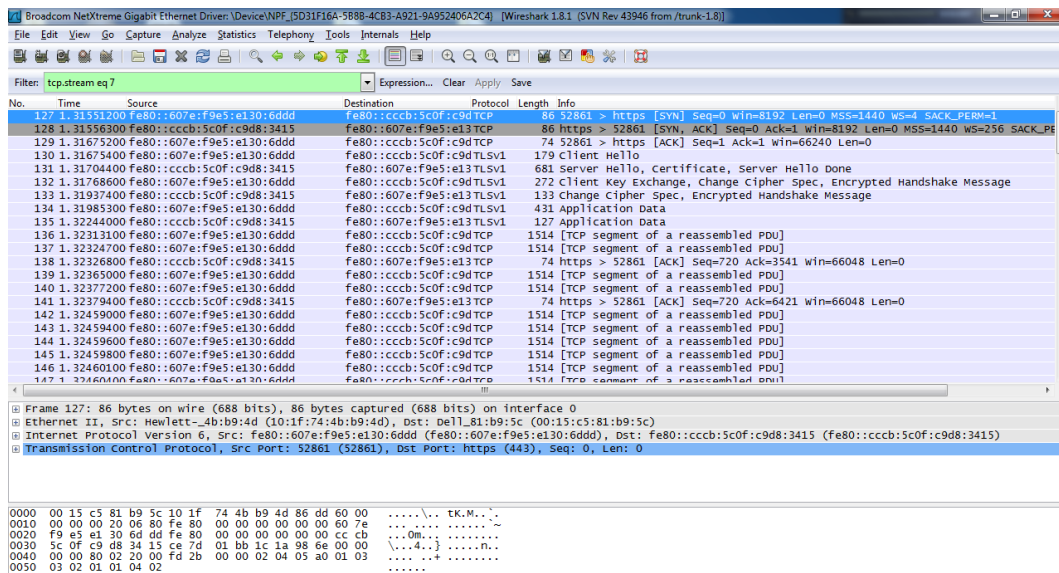 Broadcom NetXtreme Gigabit Ethernet Driver: \Device\NPF_{5D31F16A-5B8B-4CB3-A921-9A952406A2C4} [Wireshark 1.8.1 (SVN Rev 43946 from /trunk-1.8)]
File Edit View Go Capture Analyze Statistics Telephony Tools Internals Help
Filter: tcp.stream eq 7 Expression... Clear Apply Save
No. Time Source Destination Protocol Length Info
127 1.31551200 fe80::607e:f9e5:e130:6ddd fe80::cccb:5c0f:c9d TCP 86 52861 > https [SYN] Seq=0 Win=8192 Len=0 MSS=1440 WS=4 SACK_PERM=1
128 1.31556300 fe80::cccb:5c0f:c9d8:3415 fe80::607e:f9e5:e13 TCP 86 https > 52861 [SYN, ACK] Seq=0 Ack=1 Win=8192 Len=0 MSS=1440 WS=256 SACK_PE
129 1.31675200 fe80::607e:f9e5:e130:6ddd fe80::cccb:5c0f:c9d TCP 74 52861 > https [ACK] Seq=1 Ack=1 Win=66240 Len=0
130 1.31675400 fe80::607e:f9e5:e130:6ddd fe80::cccb:5c0f:c9d TLSv1 179 Client Hello
131 1.31704400 fe80::cccb:5c0f:c9d8:3415 fe80::607e:f9e5:e13 TLSv1 681 Server Hello, Certificate, Server Hello Done
132 1.31768600 fe80::607e:f9e5:e130:6ddd fe80::cccb:5c0f:c9d TLSv1 272 Client Key Exchange, Change Cipher Spec, Encrypted Handshake Message
133 1.31937400 fe80::cccb:5c0f:c9d8:3415 fe80::607e:f9e5:e13 TLSv1 133 Change Cipher Spec, Encrypted Handshake Message
134 1.31985300 fe80::607e:f9e5:e130:6ddd fe80::cccb:5c0f:c9d TLSv1 431 Application Data
135 1.32244000 fe80::cccb:5c0f:c9d8:3415 fe80::607e:f9e5:e13 TLSv1 127 Application Data
136 1.32313100 fe80::607e:f9e5:e130:6ddd fe80::cccb:5c0f:c9d TCP 1514 [TCP segment of a reassembled PDU]
137 1.32324700 fe80::607e:f9e5:e130:6ddd fe80::cccb:5c0f:c9d TCP 1514 [TCP segment of a reassembled PDU]
138 1.32326800 fe80::cccb:5c0f:c9d8:3415 fe80::607e:f9e5:e13 TCP 74 https > 52861 [ACK] Seq=720 Ack=3541 Win=66048 Len=0
139 1.32365000 fe80::607e:f9e5:e130:6ddd fe80::cccb:5c0f:c9d TCP 1514 [TCP segment of a reassembled PDU]
140 1.32377200 fe80::607e:f9e5:e130:6ddd fe80::cccb:5c0f:c9d TCP 1514 [TCP segment of a reassembled PDU]
141 1.32379400 fe80::cccb:5c0f:c9d8:3415 fe80::607e:f9e5:e13 TCP 74 https > 52861 [ACK] Seq=720 Ack=6421 Win=66048 Len=0
142 1.32459000 fe80::607e:f9e5:e130:6ddd fe80::cccb:5c0f:c9d TCP 1514 [TCP segment of a reassembled PDU]
143 1.32459400 fe80::607e:f9e5:e130:6ddd fe80::cccb:5c0f:c9d TCP 1514 [TCP segment of a reassembled PDU]
144 1.32459600 fe80::607e:f9e5:e130:6ddd fe80::cccb:5c0f:c9d TCP 1514 [TCP segment of a reassembled PDU]
145 1.32459800 fe80::607e:f9e5:e130:6ddd fe80::cccb:5c0f:c9d TCP 1514 [TCP segment of a reassembled PDU]
146 1.32460100 fe80::607e:f9e5:e130:6ddd fe80::cccb:5c0f:c9d TCP 1514 [TCP segment of a reassembled PDU]
147 1.32460400 fe80::607e:f9e5:e130:6ddd fe80::cccb:5c0f:c9d TCP 1514 [TCP segment of a reassembled PDU]
Frame 127: 86 bytes on wire (688 bits), 86 bytes captured (688 bits) on interface 0
Ethernet II, Src: Hewlett-_4b:b9:4d (10:1f:74:4b:b9:4d), Dst: Dell_81:b9:5c (00:15:c5:81:b9:5c)
Internet Protocol Version 6, Src: fe80::607e:f9e5:e130:6ddd (fe80::607e:f9e5:e130:6ddd), Dst: fe80::cccb:5c0f:c9d8:3415 (fe80::cccb:5c0f:c9d8:3415)
Transmission Control Protocol, Src Port: 52861 (52861), Dst Port: https (443), Seq: 0, Len: 0
0000 00 15 c5 81 b9 5c 10 1f 74 4b b9 4d 86 dd 60 00 .....\.. tK.M..`.
0010 00 00 00 20 06 80 fe 80 00 00 00 00 00 00 60 7e ... .... ......`~
0020 f9 e5 e1 30 6d dd fe 80 00 00 00 00 00 00 cc cb ...0m... ........
0030 5c 0f c9 d8 34 15 ce 7d 01 bb 1c 1a 98 6e 00 00 \...4..} .....n..
0040 00 00 80 02 20 00 fd 2b 00 00 02 04 05 a0 01 03 .... ..+ ........
0050 03 02 01 01 04 02 ......